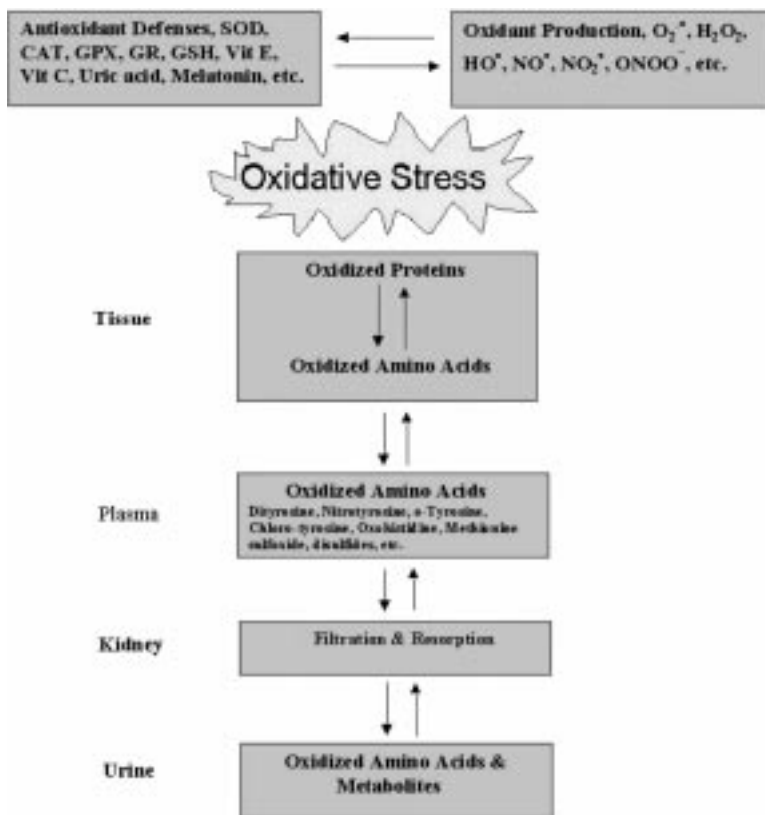 Antioxidant Defenses, SOD,
CAT, GPX, GR, GSH, Vit E,
Vit C, Uric acid, Melatonin, etc.
Oxidant Production, O₂˙, H₂O₂,
HO˙, NO˙, NO₂˙, ONOO⁻, etc.
Oxidative Stress
Oxidized Proteins
Tissue
Oxidized Amino Acids
Oxidized Amino Acids
Plasma
Dityrosine, Nitrotyrosine, o-Tyrosine,
Chloro-tyrosine, Oxohistidine, Methionine
sulfoxide, disulfides, etc.
Kidney
Filtration & Resorption
Urine
Oxidized Amino Acids &
Metabolites